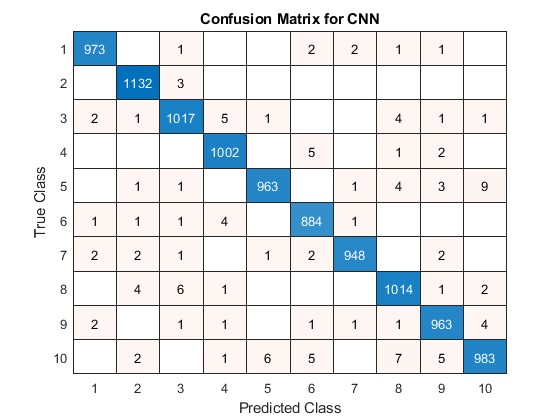 Confusion Matrix for CNN
1 973 1 2 2 1 1
2 1132 3
3 2 1 1017 5 1 4 1 1
4 1002 5 1 2
5 1 1 963 1 4 3 9
6 1 1 1 4 884 1
7 2 2 1 1 2 948 2
8 4 6 1 1014 1 2
9 2 1 1 1 1 1 963 4
10 2 1 6 5 7 5 983
1 2 3 4 5 6 7 8 9 10
Predicted Class
True Class